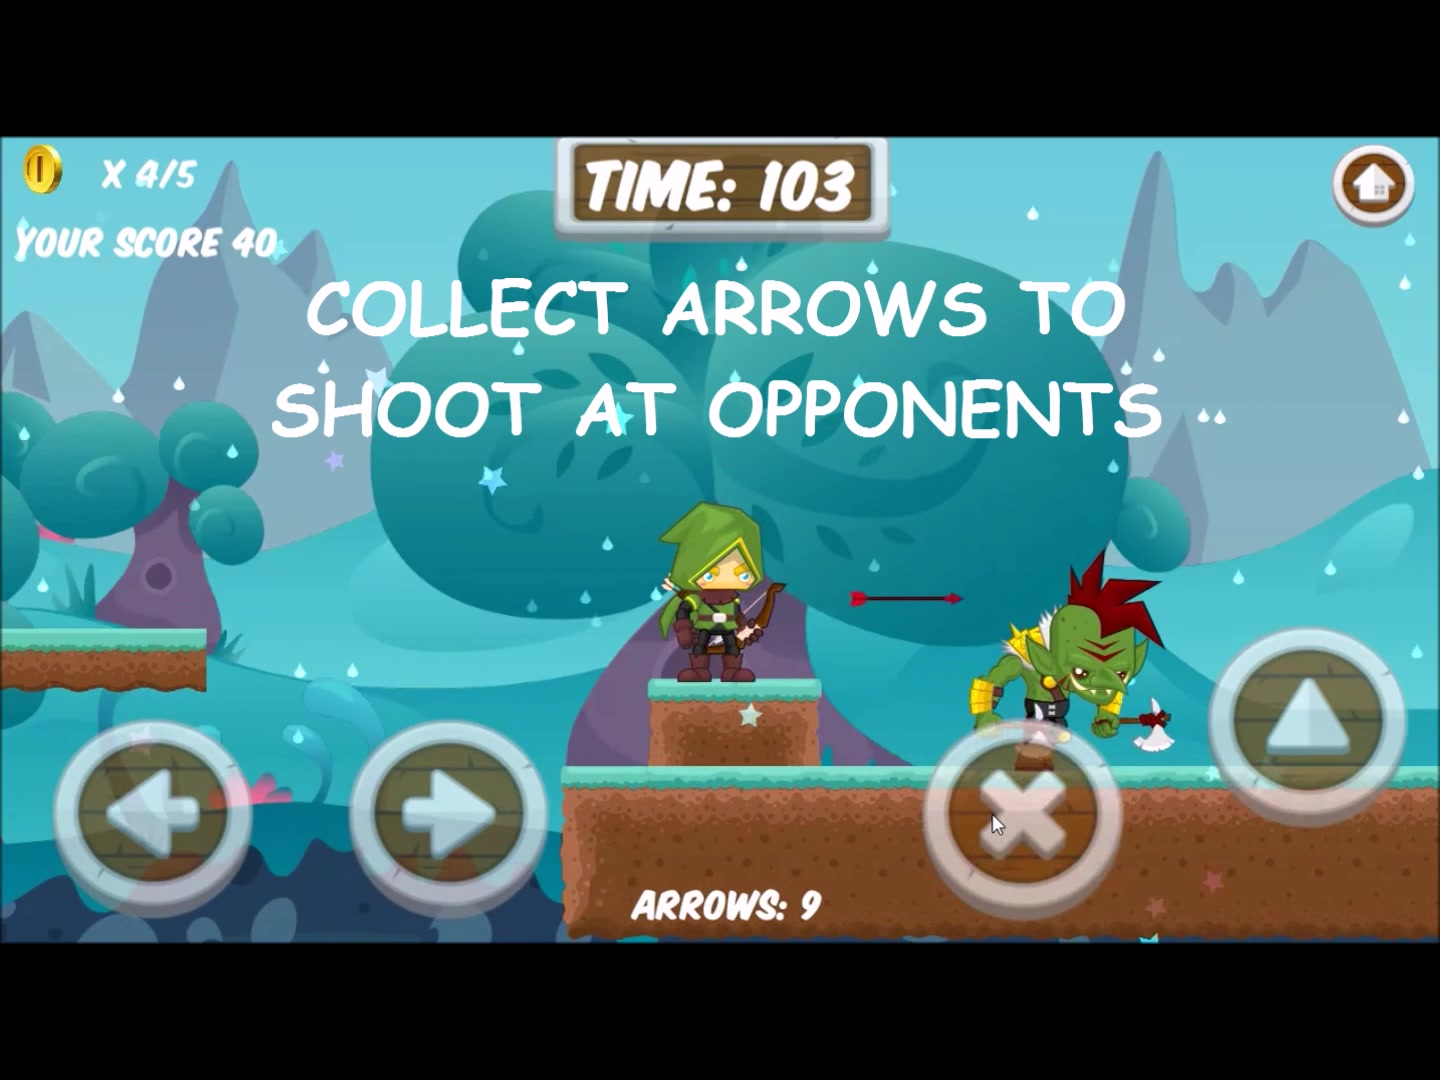 X 4/5
TIME: 103
YOUR SCORE 40
COLLECT ARROWS TO
SHOOT AT OPPONENTS
ARROWS: 9